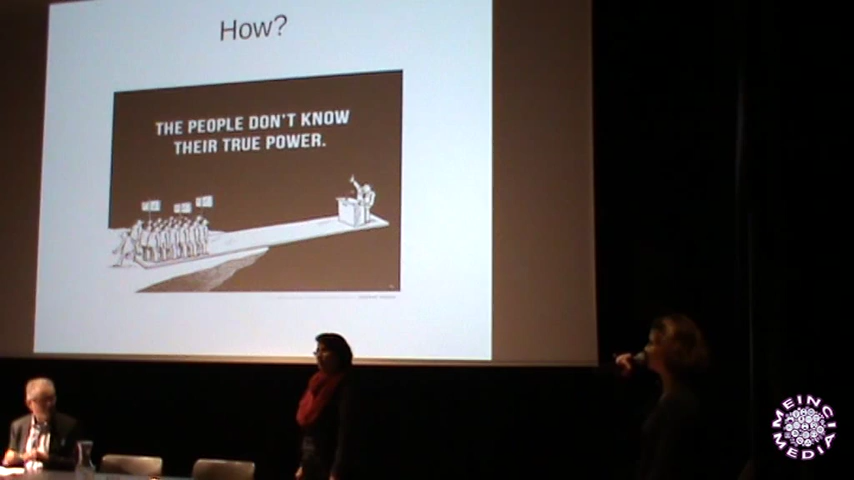 How?
THE PEOPLE DON'T KNOW
THEIR TRUE POWER.
MEINCI
MEDIA